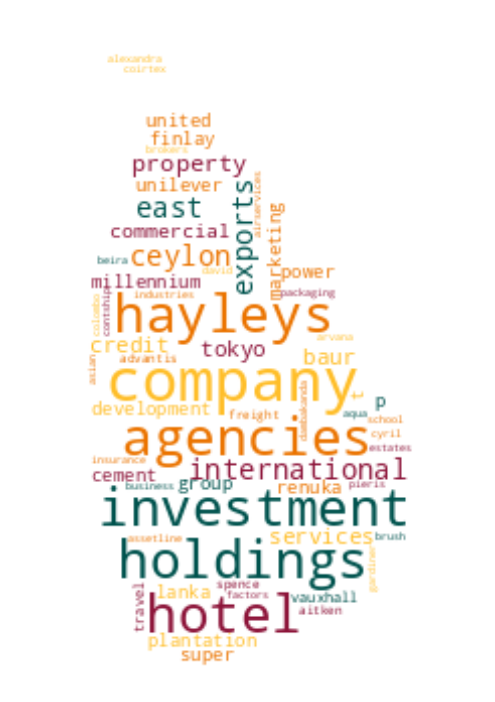 alexandra
coirtex
united
finlay
brokers
property
unilever
exports
airservices
east
marketing
commercial
ceylon
beira
david
power
millennium
packaging
industries
contship
colombo
hayleys
arvana
credit
tokyo
baur
asian
advantis
company
t
p
development
freight
dambakanda
aqua
school
agencies
cyril
estates
insurance
international
cement
business
group
renuka
pieris
investment
services
brush
assetline
holdings
gardiner
spence
travel
lanka
factors
vauxhall
hotel
aitken
plantation
super